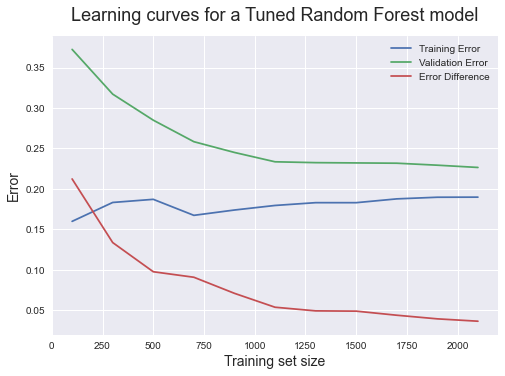 Learning curves for a Tuned Random Forest model
Training Error
Validation Error
Error Difference
0.35
0.30
0.25
0.20
0.15
0.10
0.05
Error
0 250 500 750 1000 1250 1500 1750 2000
Training set size